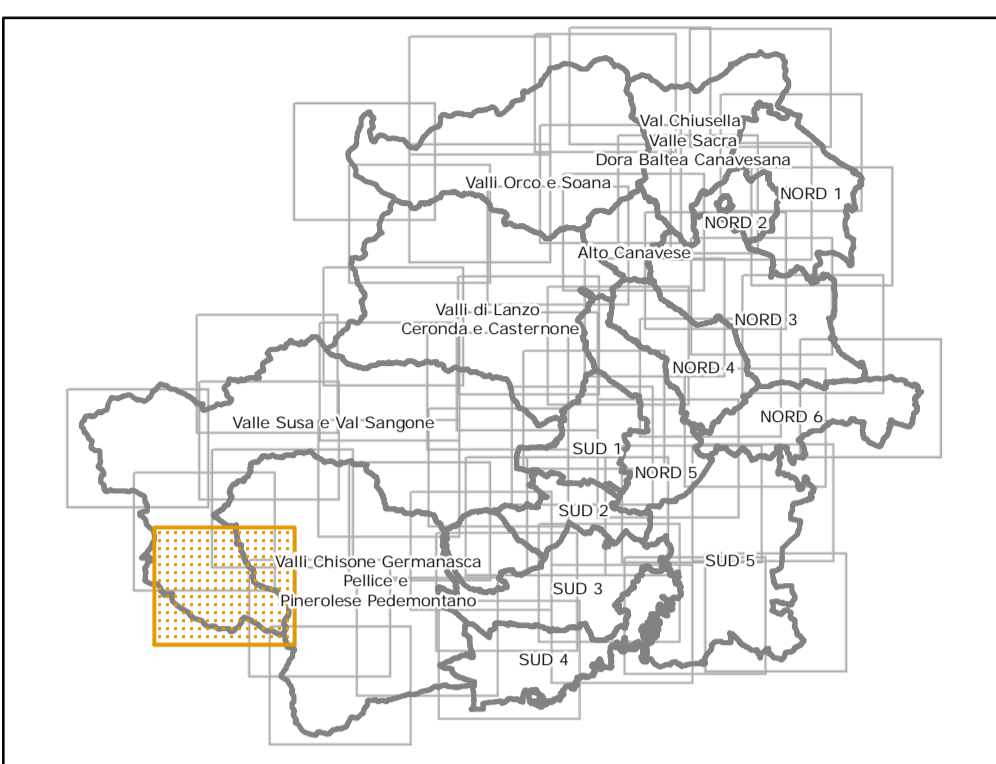 Val Chiusella
Valle Sacra
Dora Baltea Canavesana
Valli Orco e Soana
NORD 1
NORD 2
Alto Canavese
Valli di Lanzo
Ceronda e Casternone
NORD 3
NORD 4
NORD 6
Valle Susa e Val Sangone
SUD 1
NORD 5
SUD 2
Valli Chisone Germanasca
Pellice e
Pinerolese Pedemontano
SUD 5
SUD 3
SUD 4